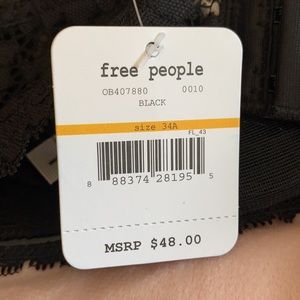 free people
OB407880 0010
BLACK
size 34A
FL_43
8 88374 28195 5
MSRP $48.00